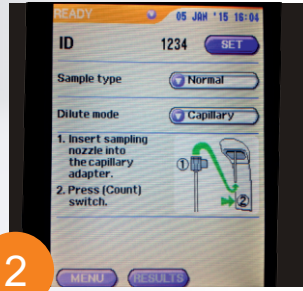 READY 05 JAN '15 16:04
ID 1234 SET
Sample type Normal
Dilute mode Capillary
1. Insert sampling
nozzle into
the capillary
adapter.
2. Press (Count)
switch.
① ②
2
MENU RESULTS